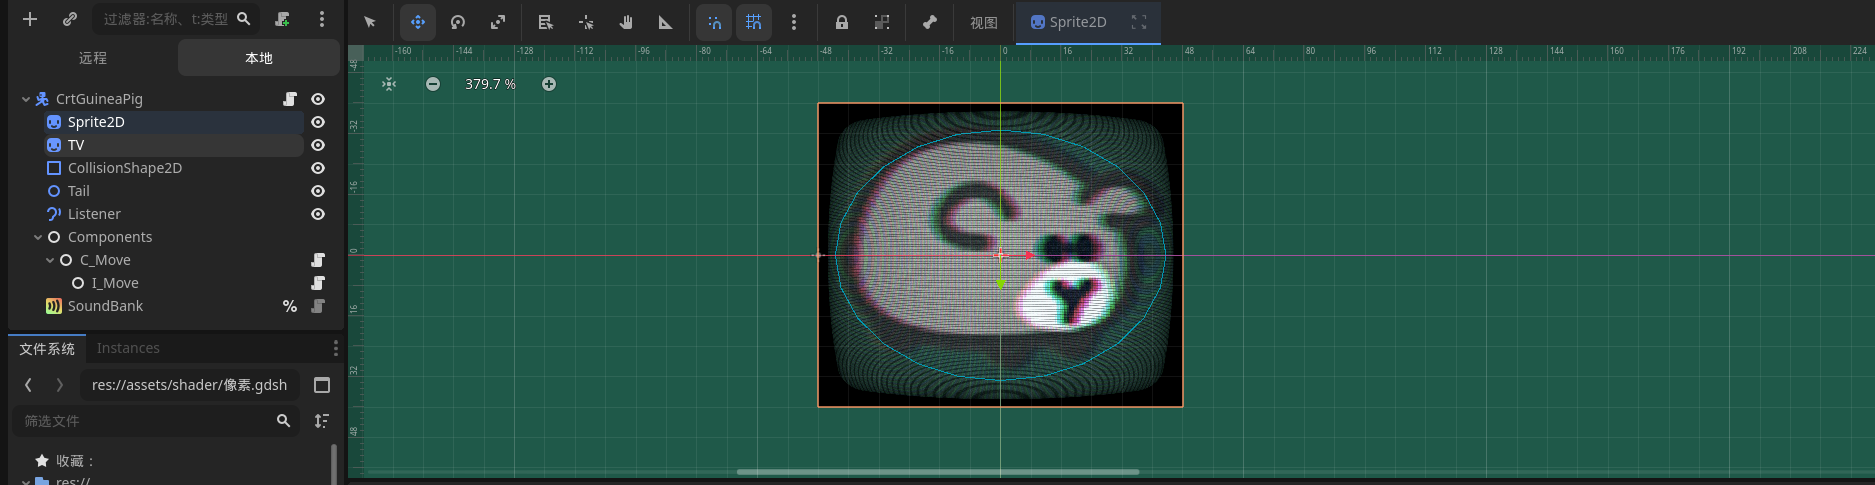 过滤器:名称、t:类型
视图
Sprite2D
远程
本地
-160 -144 -128 -112 -96 -80 -64 -48 -32 -16 0 16 32 48 64 80 96 112 128 144 160 176 192 208 224
379.7 %
CrtGuineaPig
Sprite2D
TV
CollisionShape2D
Tail
Listener
Components
C_Move
I_Move
SoundBank
%
-48
-32
-16
0
16
32
48
文件系统
Instances
res://assets/shader/像素.gdsh
筛选文件
收藏：
res://